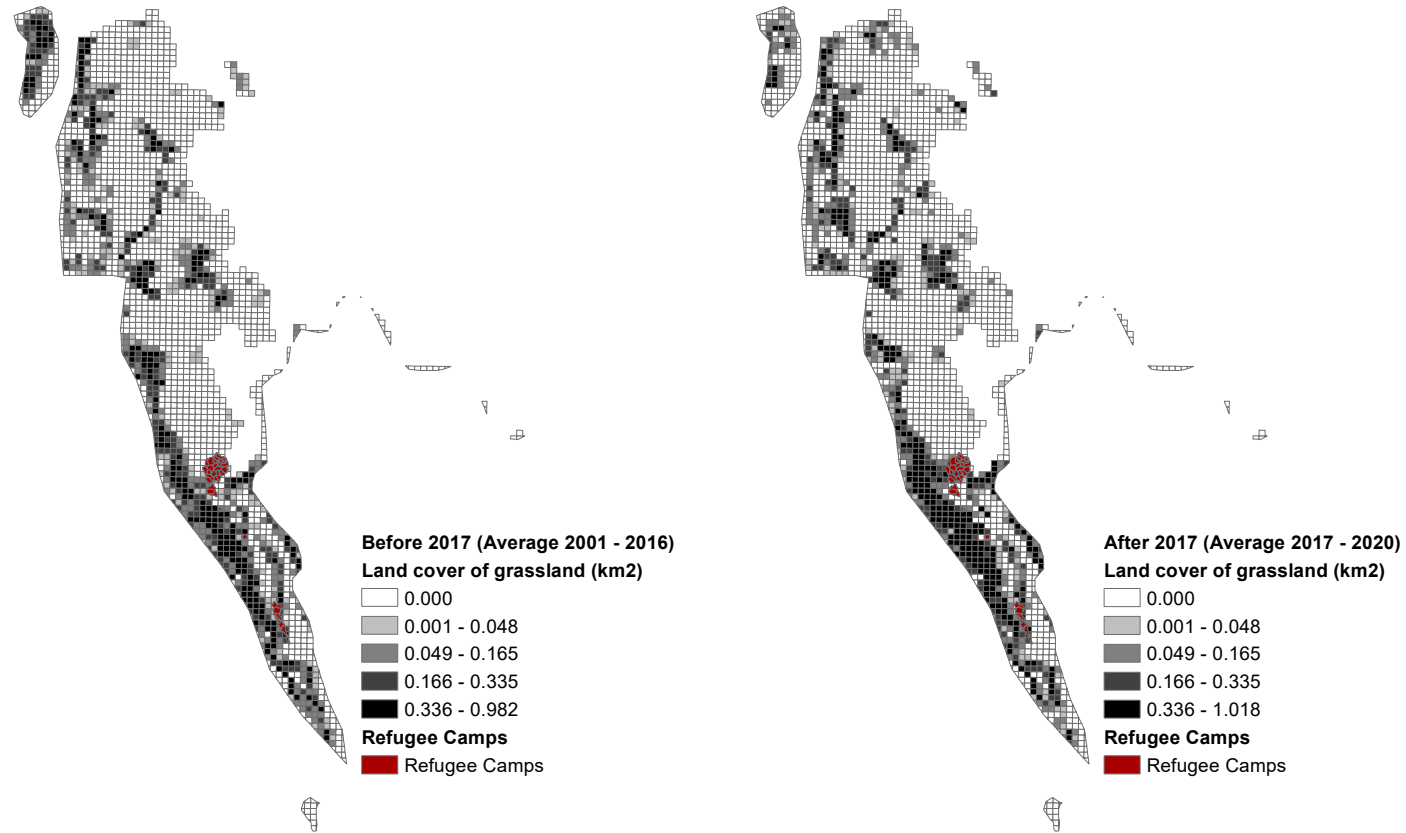 Before 2017 (Average 2001 - 2016)
Land cover of grassland (km2)
0.000
0.001 - 0.048
0.049 - 0.165
0.166 - 0.335
0.336 - 0.982
Refugee Camps
Refugee Camps
After 2017 (Average 2017 - 2020)
Land cover of grassland (km2)
0.000
0.001 - 0.048
0.049 - 0.165
0.166 - 0.335
0.336 - 1.018
Refugee Camps
Refugee Camps